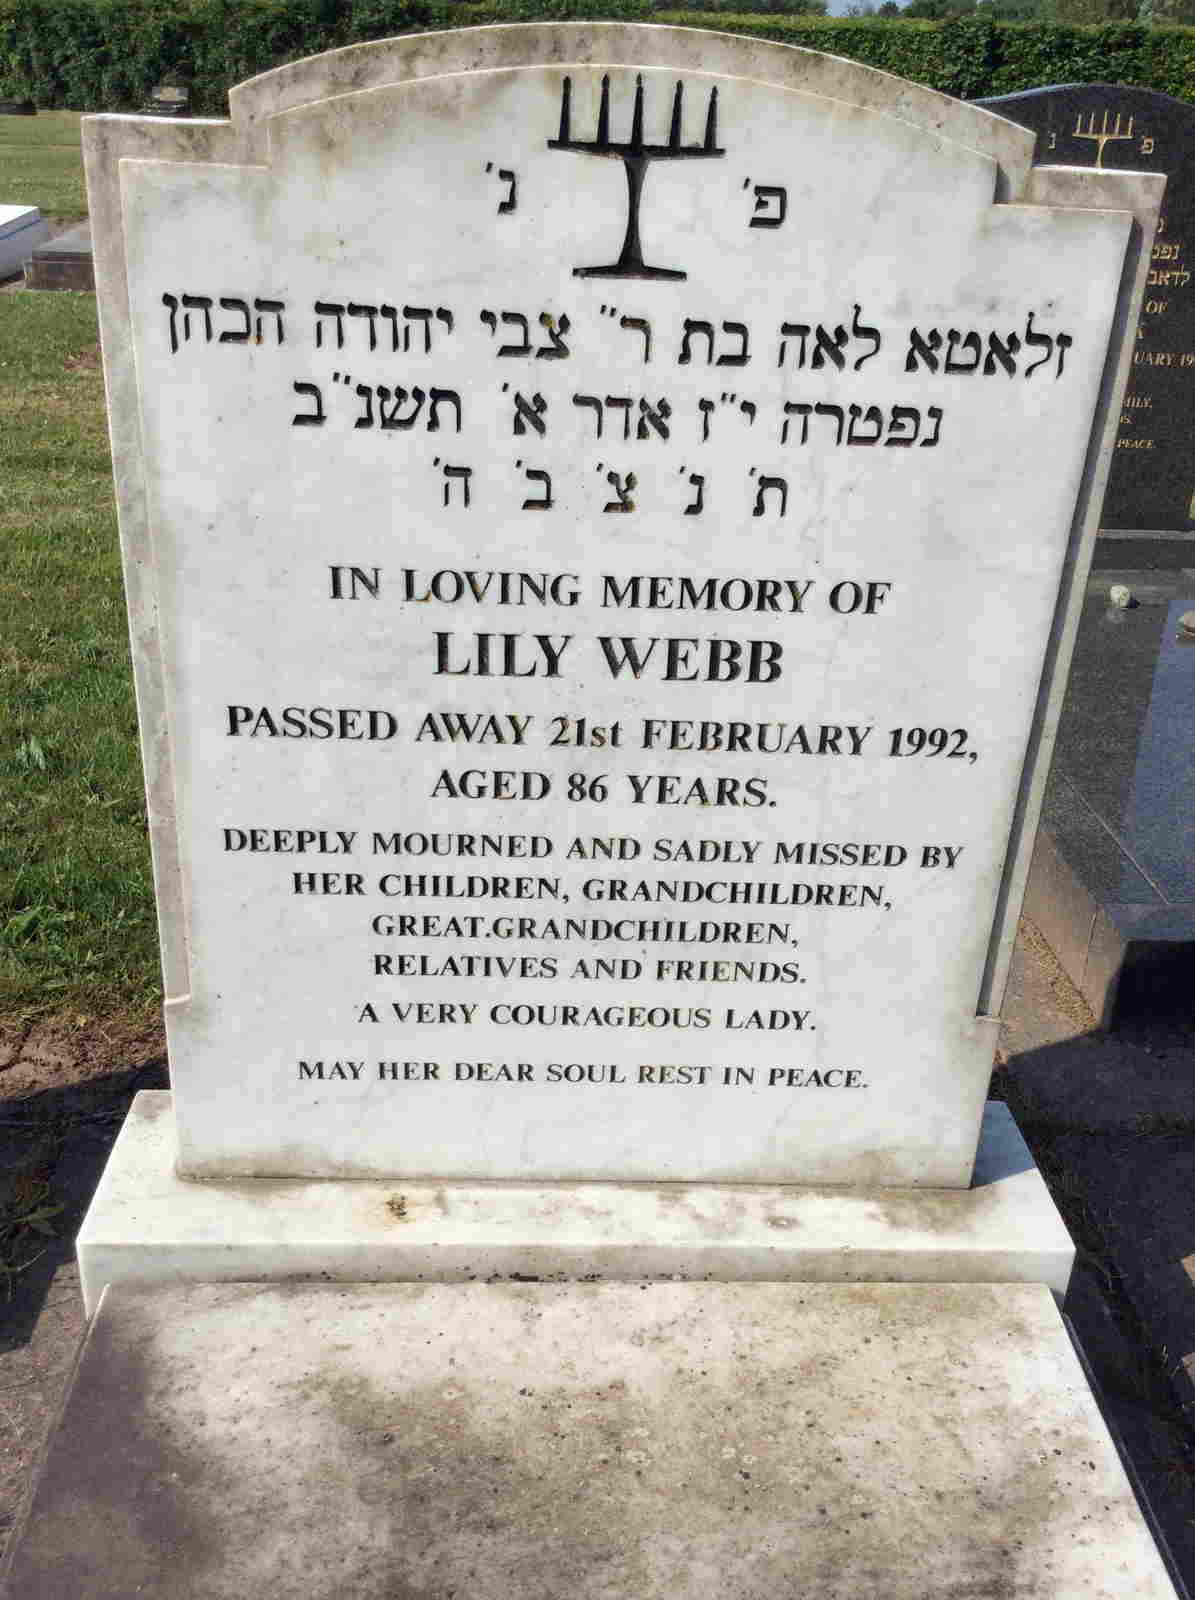 פ׳ נ׳
זלאטא לאה בת ר״ צבי יהודה הכהן
נפטרה י״ז אדר א׳ תשנ״ב
ת׳ נ׳ צ׳ ב׳ ה׳
IN LOVING MEMORY OF
LILY WEBB
PASSED AWAY 21st FEBRUARY 1992,
AGED 86 YEARS.
DEEPLY MOURNED AND SADLY MISSED BY
HER CHILDREN, GRANDCHILDREN,
GREAT.GRANDCHILDREN,
RELATIVES AND FRIENDS.
A VERY COURAGEOUS LADY.
MAY HER DEAR SOUL REST IN PEACE.
פ׳ נ׳
OF
PEACE